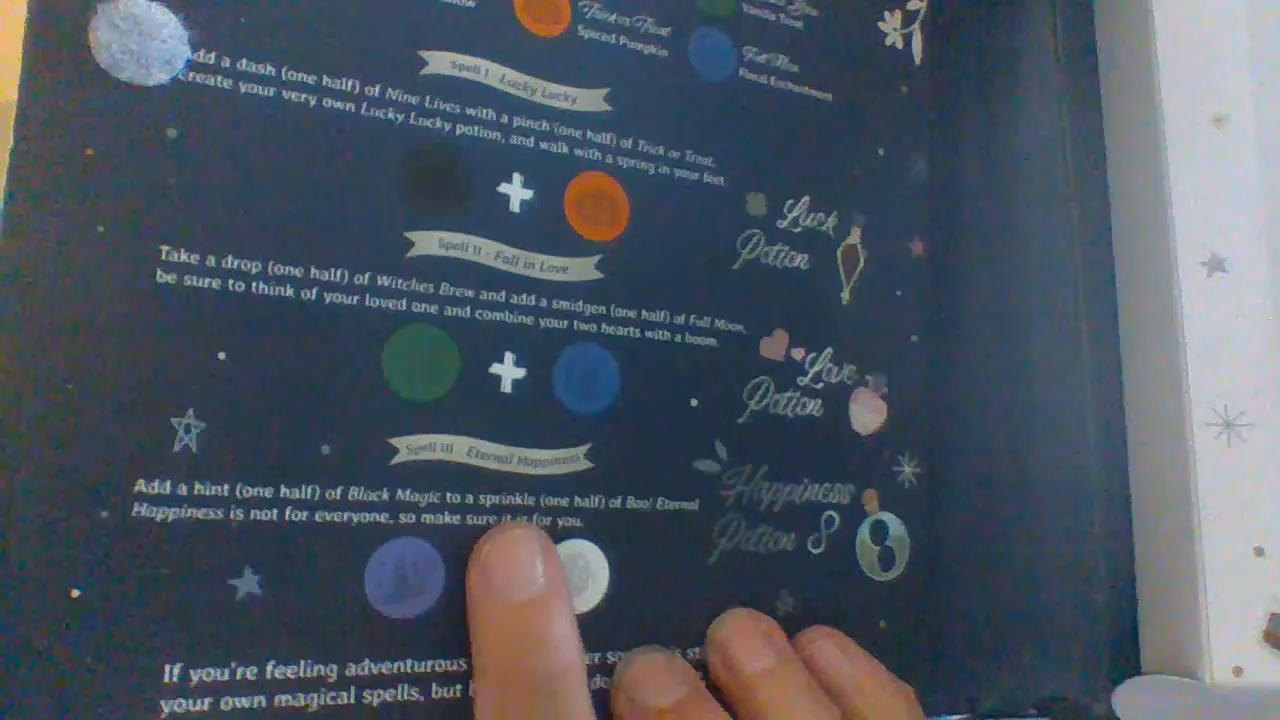 Trick or Treat
Spiced Pumpkin
Full Moon
Floral Enchantment
Spell I - Lucky Lucky
Add a dash (one half) of Nine Lives with a pinch (one half) of Trick or Treat,
create your very own Lucky Lucky potion, and walk with a spring in your feet.
Luck
Potion
Spell II - Fall in Love
Take a drop (one half) of Witches Brew and add a smidgen (one half) of Full Moon,
be sure to think of your loved one and combine your two hearts with a boom.
Love
Potion
Spell III - Eternal Happiness
Add a hint (one half) of Black Magic to a sprinkle (one half) of Boo! Eternal
Happiness is not for everyone, so make sure it is for you.
Happiness
Potion 8
If you're feeling adventurous
your own magical spells, but